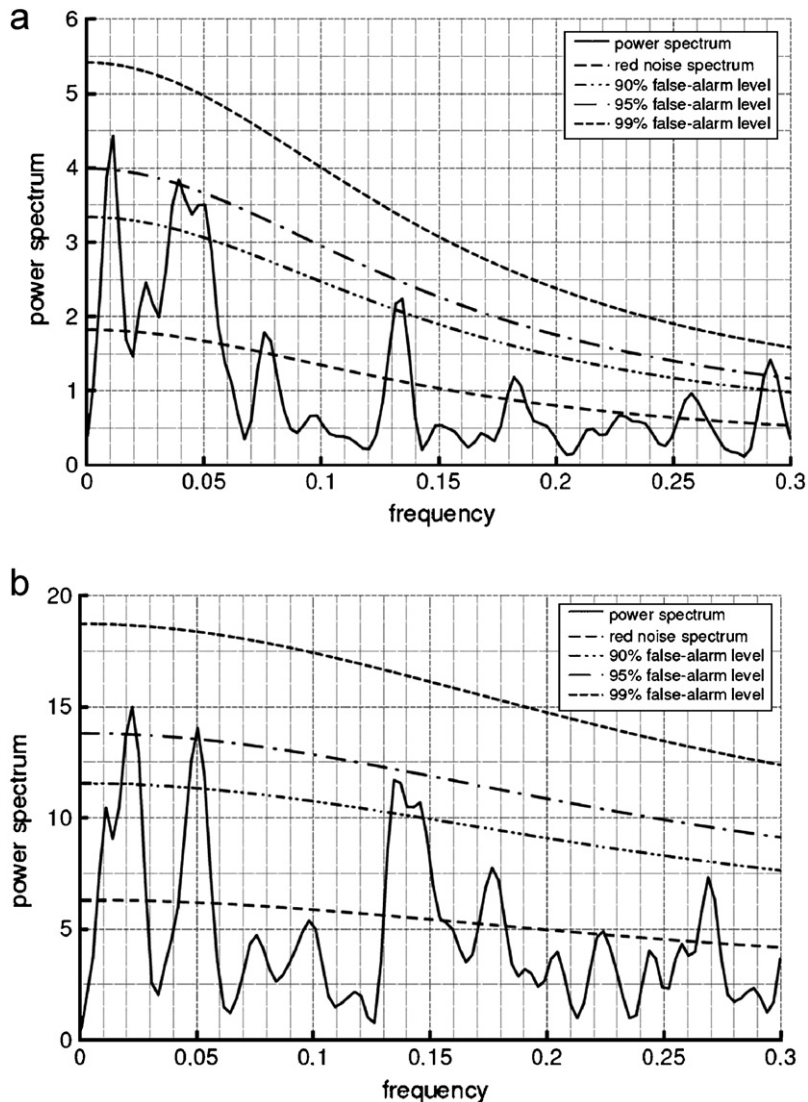 a
6
5
4
3
2
1
0
power spectrum
power spectrum
red noise spectrum
90% false-alarm level
95% false-alarm level
99% false-alarm level
0 0.05 0.1 0.15 0.2 0.25 0.3
frequency
b
20
15
10
5
0
power spectrum
power spectrum
red noise spectrum
90% false-alarm level
95% false-alarm level
99% false-alarm level
0 0.05 0.1 0.15 0.2 0.25 0.3
frequency